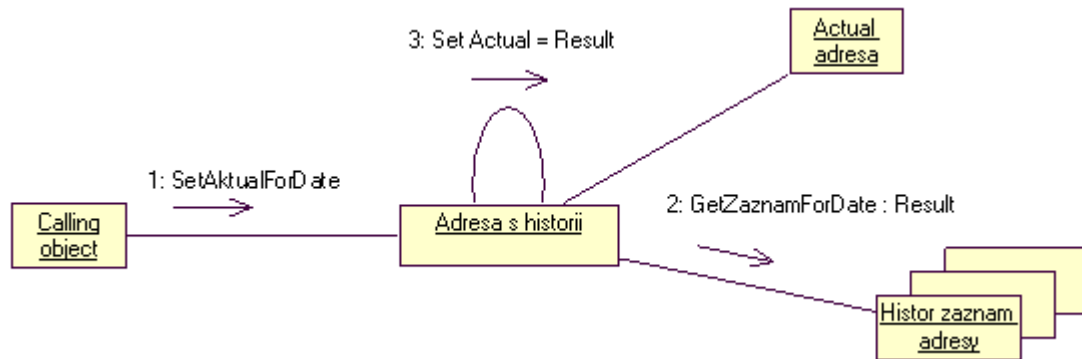 3: Set Actual = Result
Actual
adresa
1: SetAktualForDate
Calling
object
Adresa s historii
2: GetZaznamForDate : Result
Histor zaznam
adresy